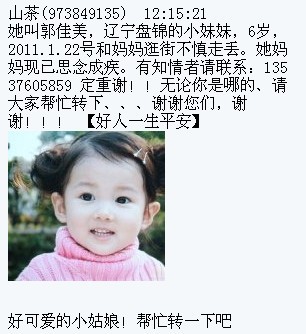 山茶(973849135)  12:15:21
她叫郭佳美，辽宁盘锦的小妹妹，6岁，
2011.1.22号和妈妈逛街不慎走丢。她妈
妈现已思念成疾。有知情者请联系：135
37605859 定重谢！！无论你是哪的、请
大家帮忙转下、、、谢谢您们，谢
谢！！！ 【好人一生平安】
好可爱的小姑娘！帮忙转一下吧